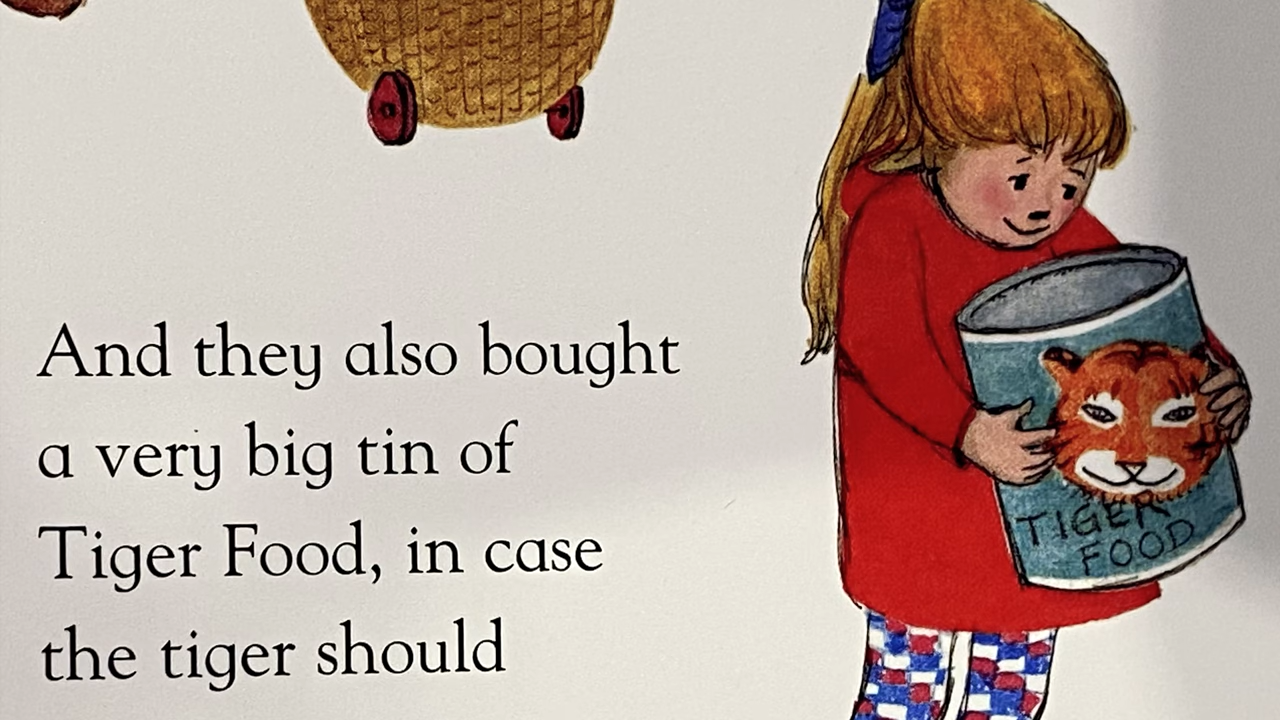 And they also bought
a very big tin of
Tiger Food, in case
the tiger should
TIGER
FOOD